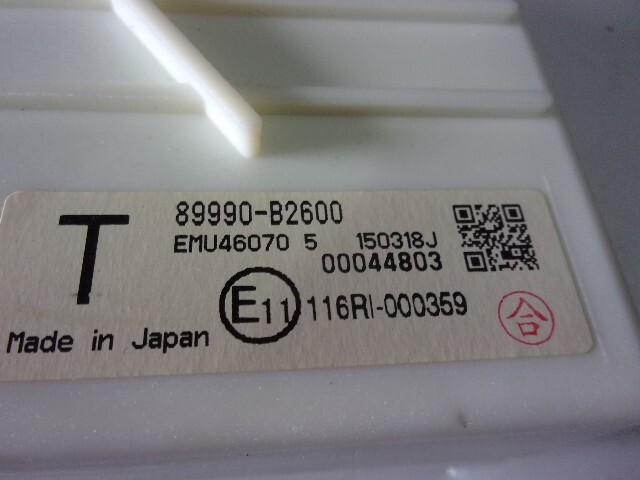 T
89990-B2600
EMU46070 5 150318J
00044803
E11 116RI-000359
合
Made in Japan